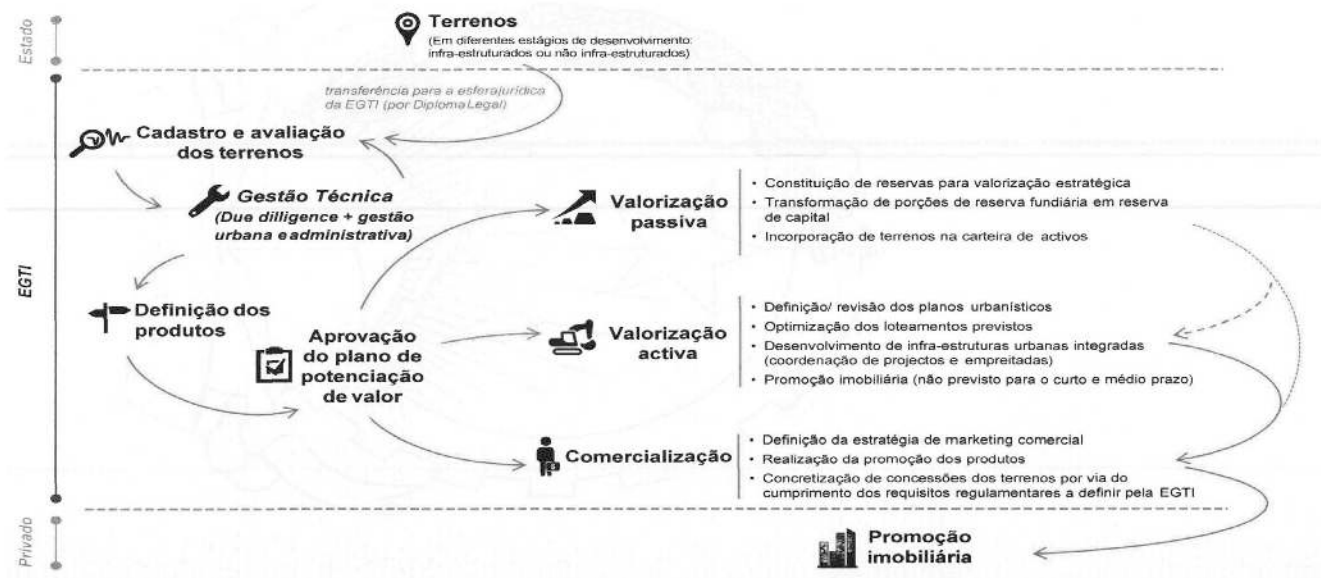 Estado
Terrenos
(Em diferentes estágios de desenvolvimento:
infra-estruturados ou não infra-estruturados)
transferência para a esferajurídica
da EGTI (por Diploma Legal)
Cadastro e avaliação
dos terrenos
Gestão Técnica
(Due dilligence + gestão
urbana e administrativa)
Definição dos
produtos
Aprovação
do plano de
potenciação
de valor
EGTI
Valorização
passiva
• Constituição de reservas para valorização estratégica
• Transformação de porções de reserva fundiária em reserva
de capital
• Incorporação de terrenos na carteira de activos
Valorização
activa
• Definição/ revisão dos planos urbanísticos
• Optimização dos loteamentos previstos
• Desenvolvimento de infra-estruturas urbanas integradas
(coordenação de projectos e empreitadas)
• Promoção imobiliária (não previsto para o curto e médio prazo)
Comercialização
• Definição da estratégia de marketing comercial
• Realização da promoção dos produtos
• Concretização de concessões dos terrenos por via do
cumprimento dos requisitos regulamentares a definir pela EGTI
Privado
Promoção
imobiliária